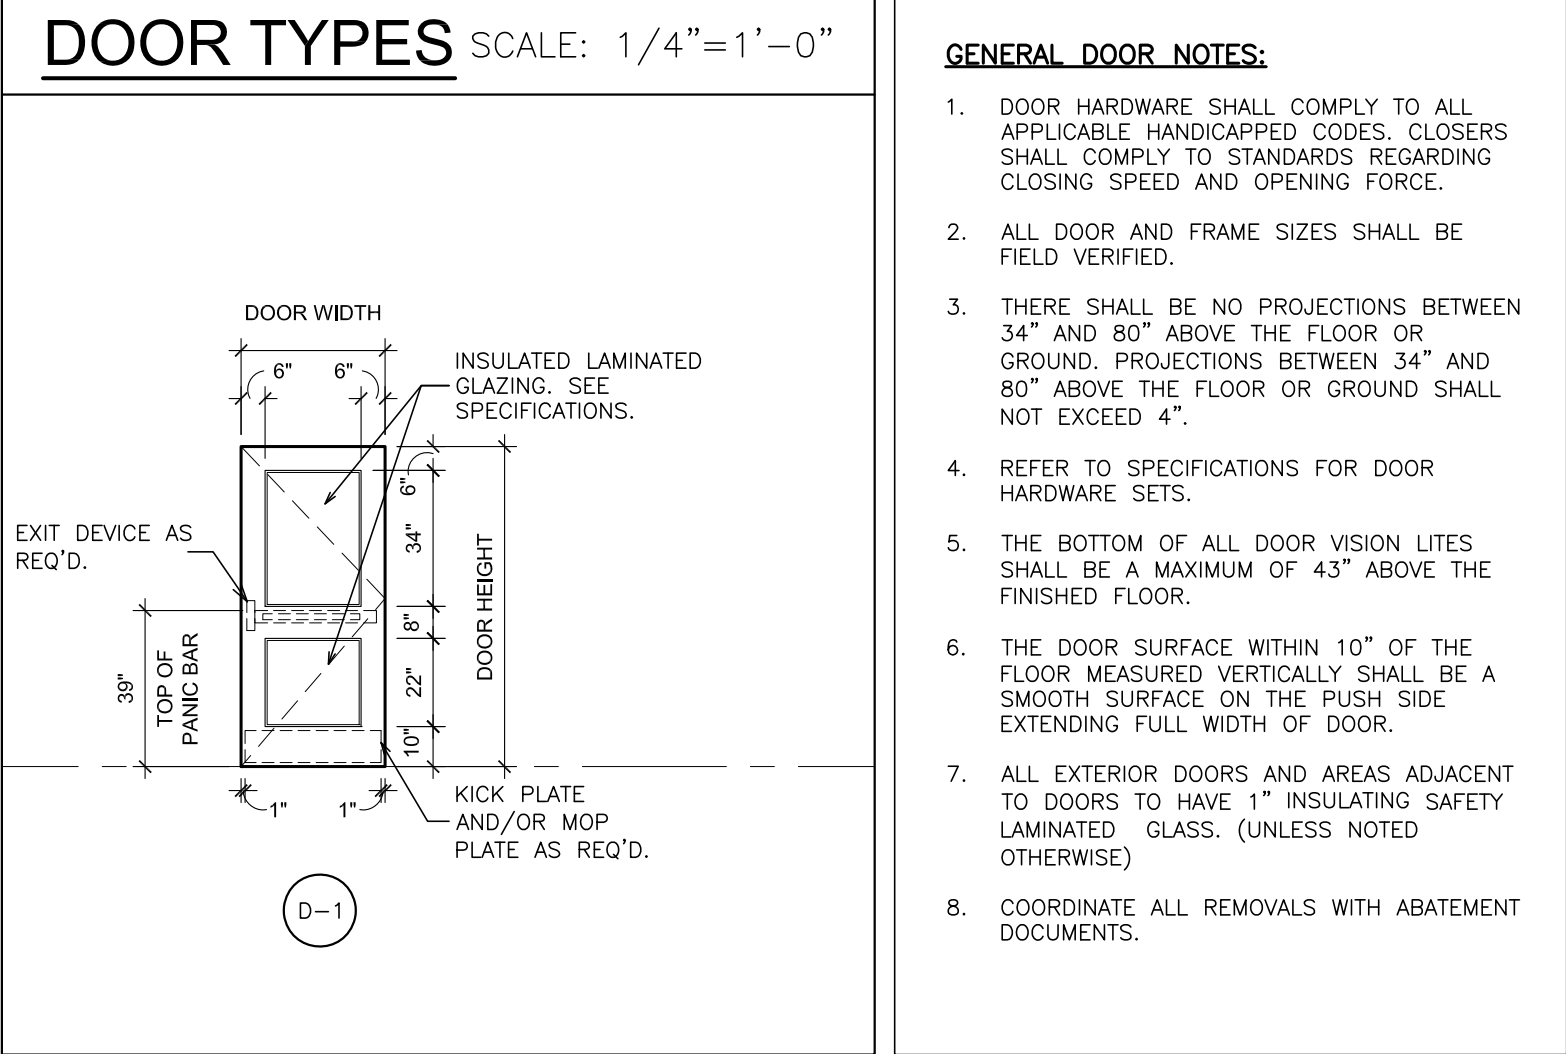 DOOR TYPES SCALE: 1/4"=1'-0"
DOOR WIDTH
6" 6"
INSULATED LAMINATED
GLAZING. SEE
SPECIFICATIONS.
EXIT DEVICE AS
REQ'D.
6"
34"
8"
22"
10"
DOOR HEIGHT
39"
TOP OF
PANIC BAR
1" 1"
KICK PLATE
AND/OR MOP
PLATE AS REQ'D.
D-1
GENERAL DOOR NOTES:
1. DOOR HARDWARE SHALL COMPLY TO ALL
APPLICABLE HANDICAPPED CODES. CLOSERS
SHALL COMPLY TO STANDARDS REGARDING
CLOSING SPEED AND OPENING FORCE.
2. ALL DOOR AND FRAME SIZES SHALL BE
FIELD VERIFIED.
3. THERE SHALL BE NO PROJECTIONS BETWEEN
34" AND 80" ABOVE THE FLOOR OR
GROUND. PROJECTIONS BETWEEN 34" AND
80" ABOVE THE FLOOR OR GROUND SHALL
NOT EXCEED 4".
4. REFER TO SPECIFICATIONS FOR DOOR
HARDWARE SETS.
5. THE BOTTOM OF ALL DOOR VISION LITES
SHALL BE A MAXIMUM OF 43" ABOVE THE
FINISHED FLOOR.
6. THE DOOR SURFACE WITHIN 10" OF THE
FLOOR MEASURED VERTICALLY SHALL BE A
SMOOTH SURFACE ON THE PUSH SIDE
EXTENDING FULL WIDTH OF DOOR.
7. ALL EXTERIOR DOORS AND AREAS ADJACENT
TO DOORS TO HAVE 1" INSULATING SAFETY
LAMINATED GLASS. (UNLESS NOTED
OTHERWISE)
8. COORDINATE ALL REMOVALS WITH ABATEMENT
DOCUMENTS.